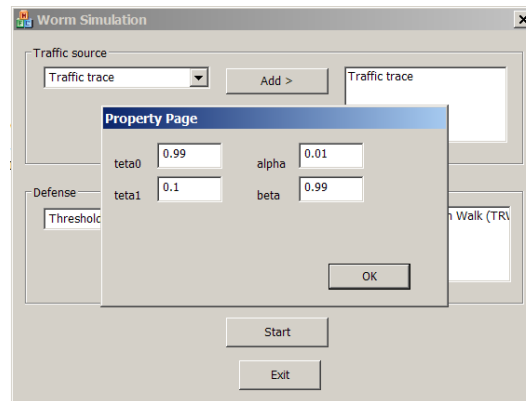 Worm Simulation
Traffic source
Traffic trace
Add >
Traffic trace
Property Page
teta0 0.99 alpha 0.01
teta1 0.1 beta 0.99
Defense
Walk (TRW
OK
Start
Exit